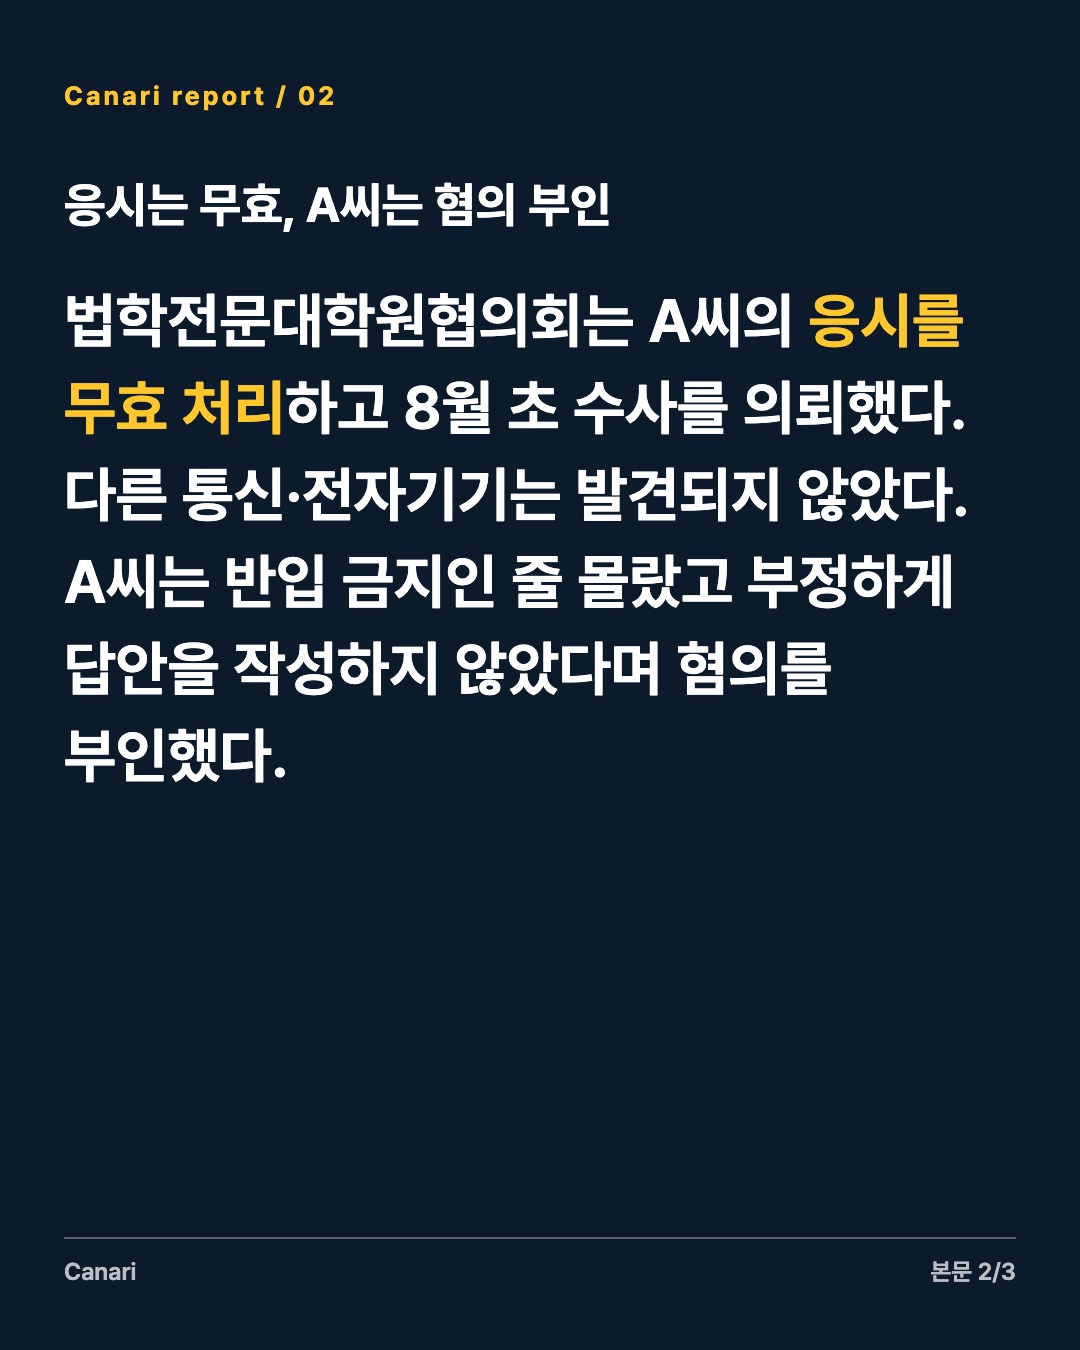 Canari report / 02
응시는 무효, A씨는 혐의 부인
법학전문대학원협의회는 A씨의 응시를
무효 처리하고 8월 초 수사를 의뢰했다.
다른 통신·전자기기는 발견되지 않았다.
A씨는 반입 금지인 줄 몰랐고 부정하게
답안을 작성하지 않았다며 혐의를
부인했다.
Canari
본문 2/3